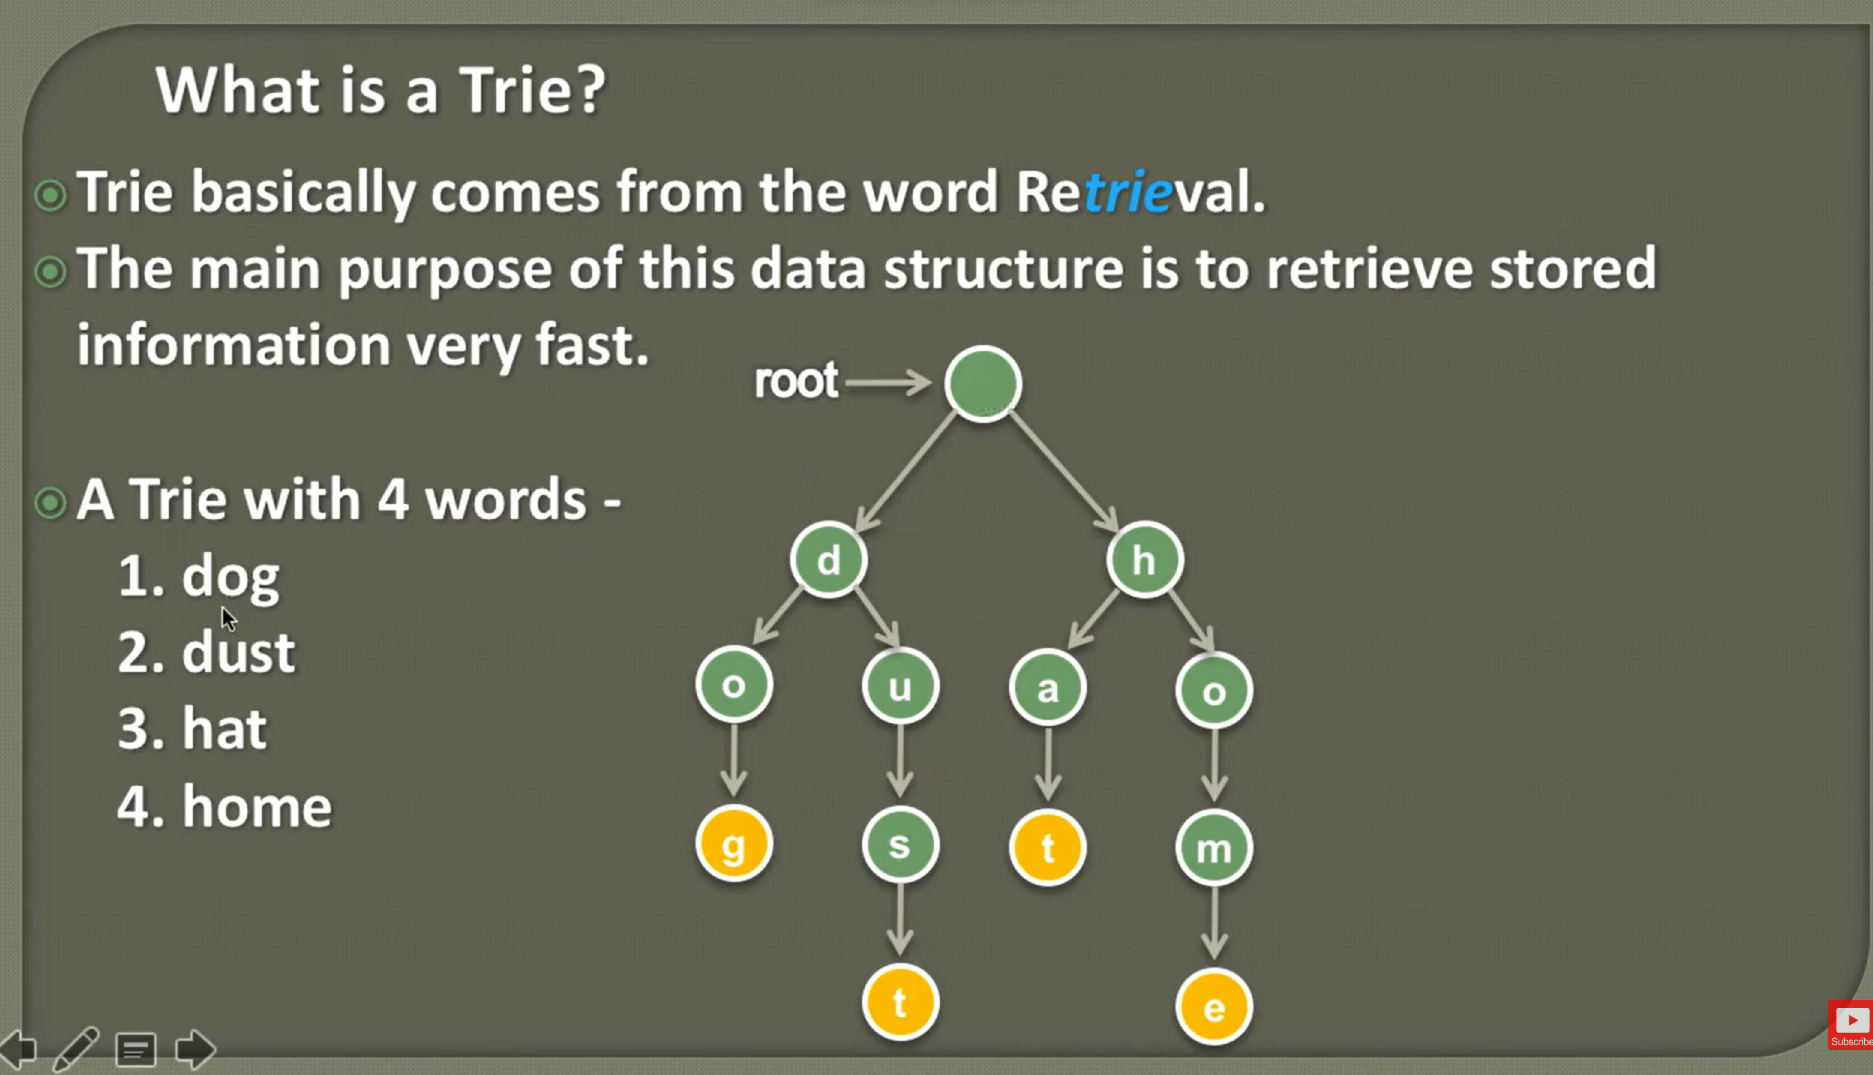 What is a Trie?
Trie basically comes from the word Retrieval.
The main purpose of this data structure is to retrieve stored
information very fast.
root
A Trie with 4 words -
1. dog
2. dust
3. hat
4. home
d
h
o
u
a
o
g
s
t
m
t
e
Subscribe